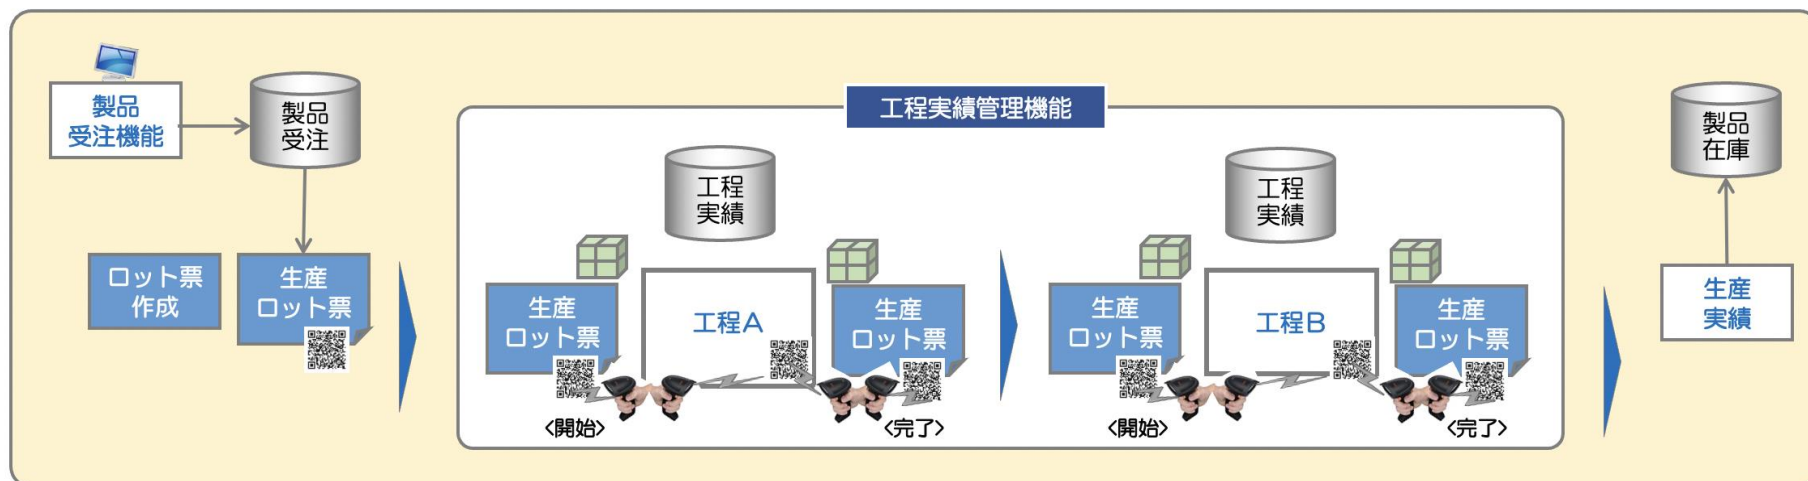 製品
受注機能
製品
受注
ロット票
作成
生産
ロット票
工程実績管理機能
工程
実績
生産
ロット票
工程A
生産
ロット票
<開始>
<完了>
工程
実績
生産
ロット票
工程B
生産
ロット票
<開始>
<完了>
製品
在庫
生産
実績